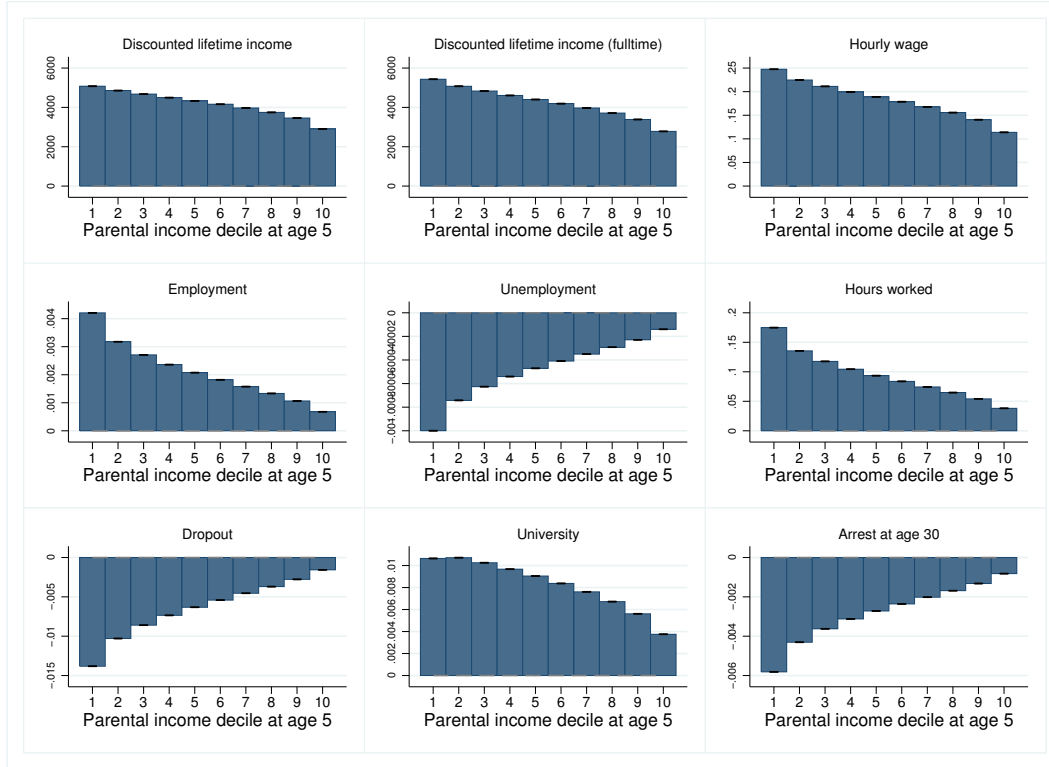 Discounted lifetime income
6000
4000
2000
0
1 2 3 4 5 6 7 8 9 10
Parental income decile at age 5
Discounted lifetime income (fulltime)
6000
4000
2000
0
1 2 3 4 5 6 7 8 9 10
Parental income decile at age 5
Hourly wage
.25
.2
.15
.1
.05
0
1 2 3 4 5 6 7 8 9 10
Parental income decile at age 5
Employment
.004
.003
.002
.001
0
1 2 3 4 5 6 7 8 9 10
Parental income decile at age 5
Unemployment
0
1 2 3 4 5 6 7 8 9 10
Parental income decile at age 5
Hours worked
.2
.15
.1
.05
0
1 2 3 4 5 6 7 8 9 10
Parental income decile at age 5
Dropout
0
-.005
-.01
-.015
1 2 3 4 5 6 7 8 9 10
Parental income decile at age 5
University
.01
.008
.006
.004
.002
0
1 2 3 4 5 6 7 8 9 10
Parental income decile at age 5
Arrest at age 30
0
-.002
-.004
-.006
1 2 3 4 5 6 7 8 9 10
Parental income decile at age 5